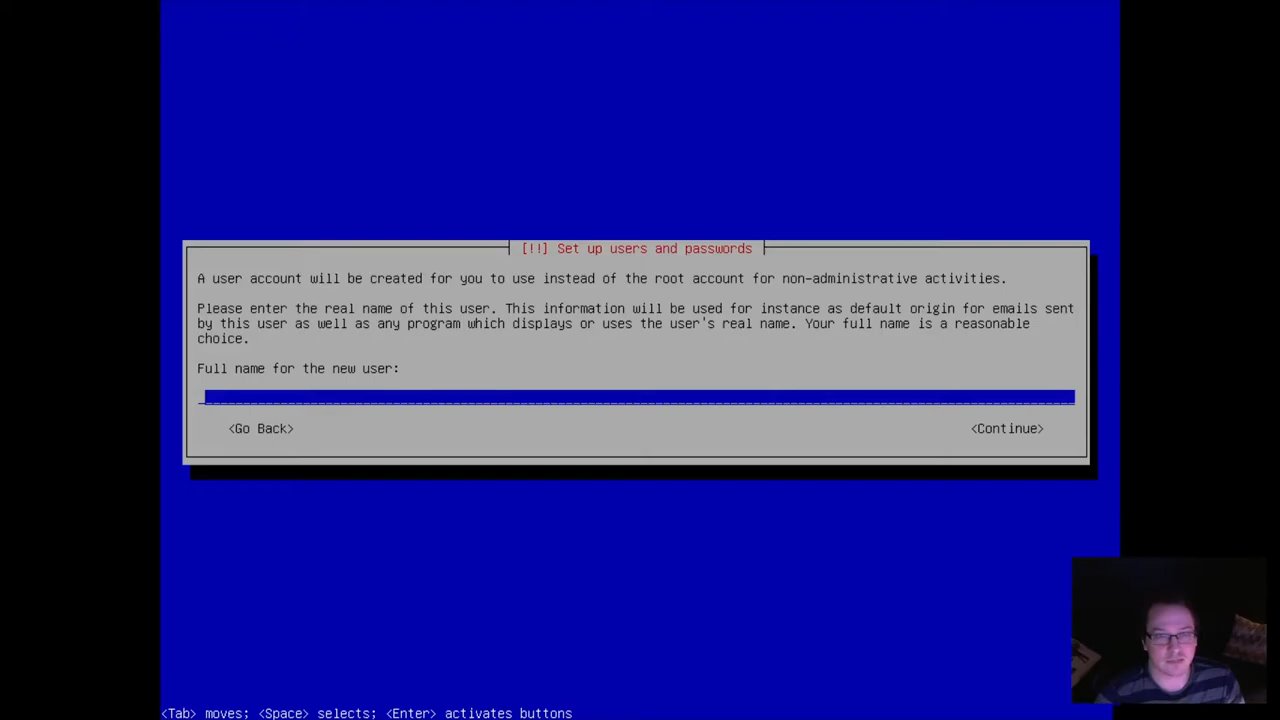 [!!] Set up users and passwords
A user account will be created for you to use instead of the root account for non-administrative activities.
Please enter the real name of this user. This information will be used for instance as default origin for emails sent
by this user as well as any program which displays or uses the user's real name. Your full name is a reasonable
choice.
Full name for the new user:
<Go Back> <Continue>
<Tab> moves; <Space> selects; <Enter> activates buttons